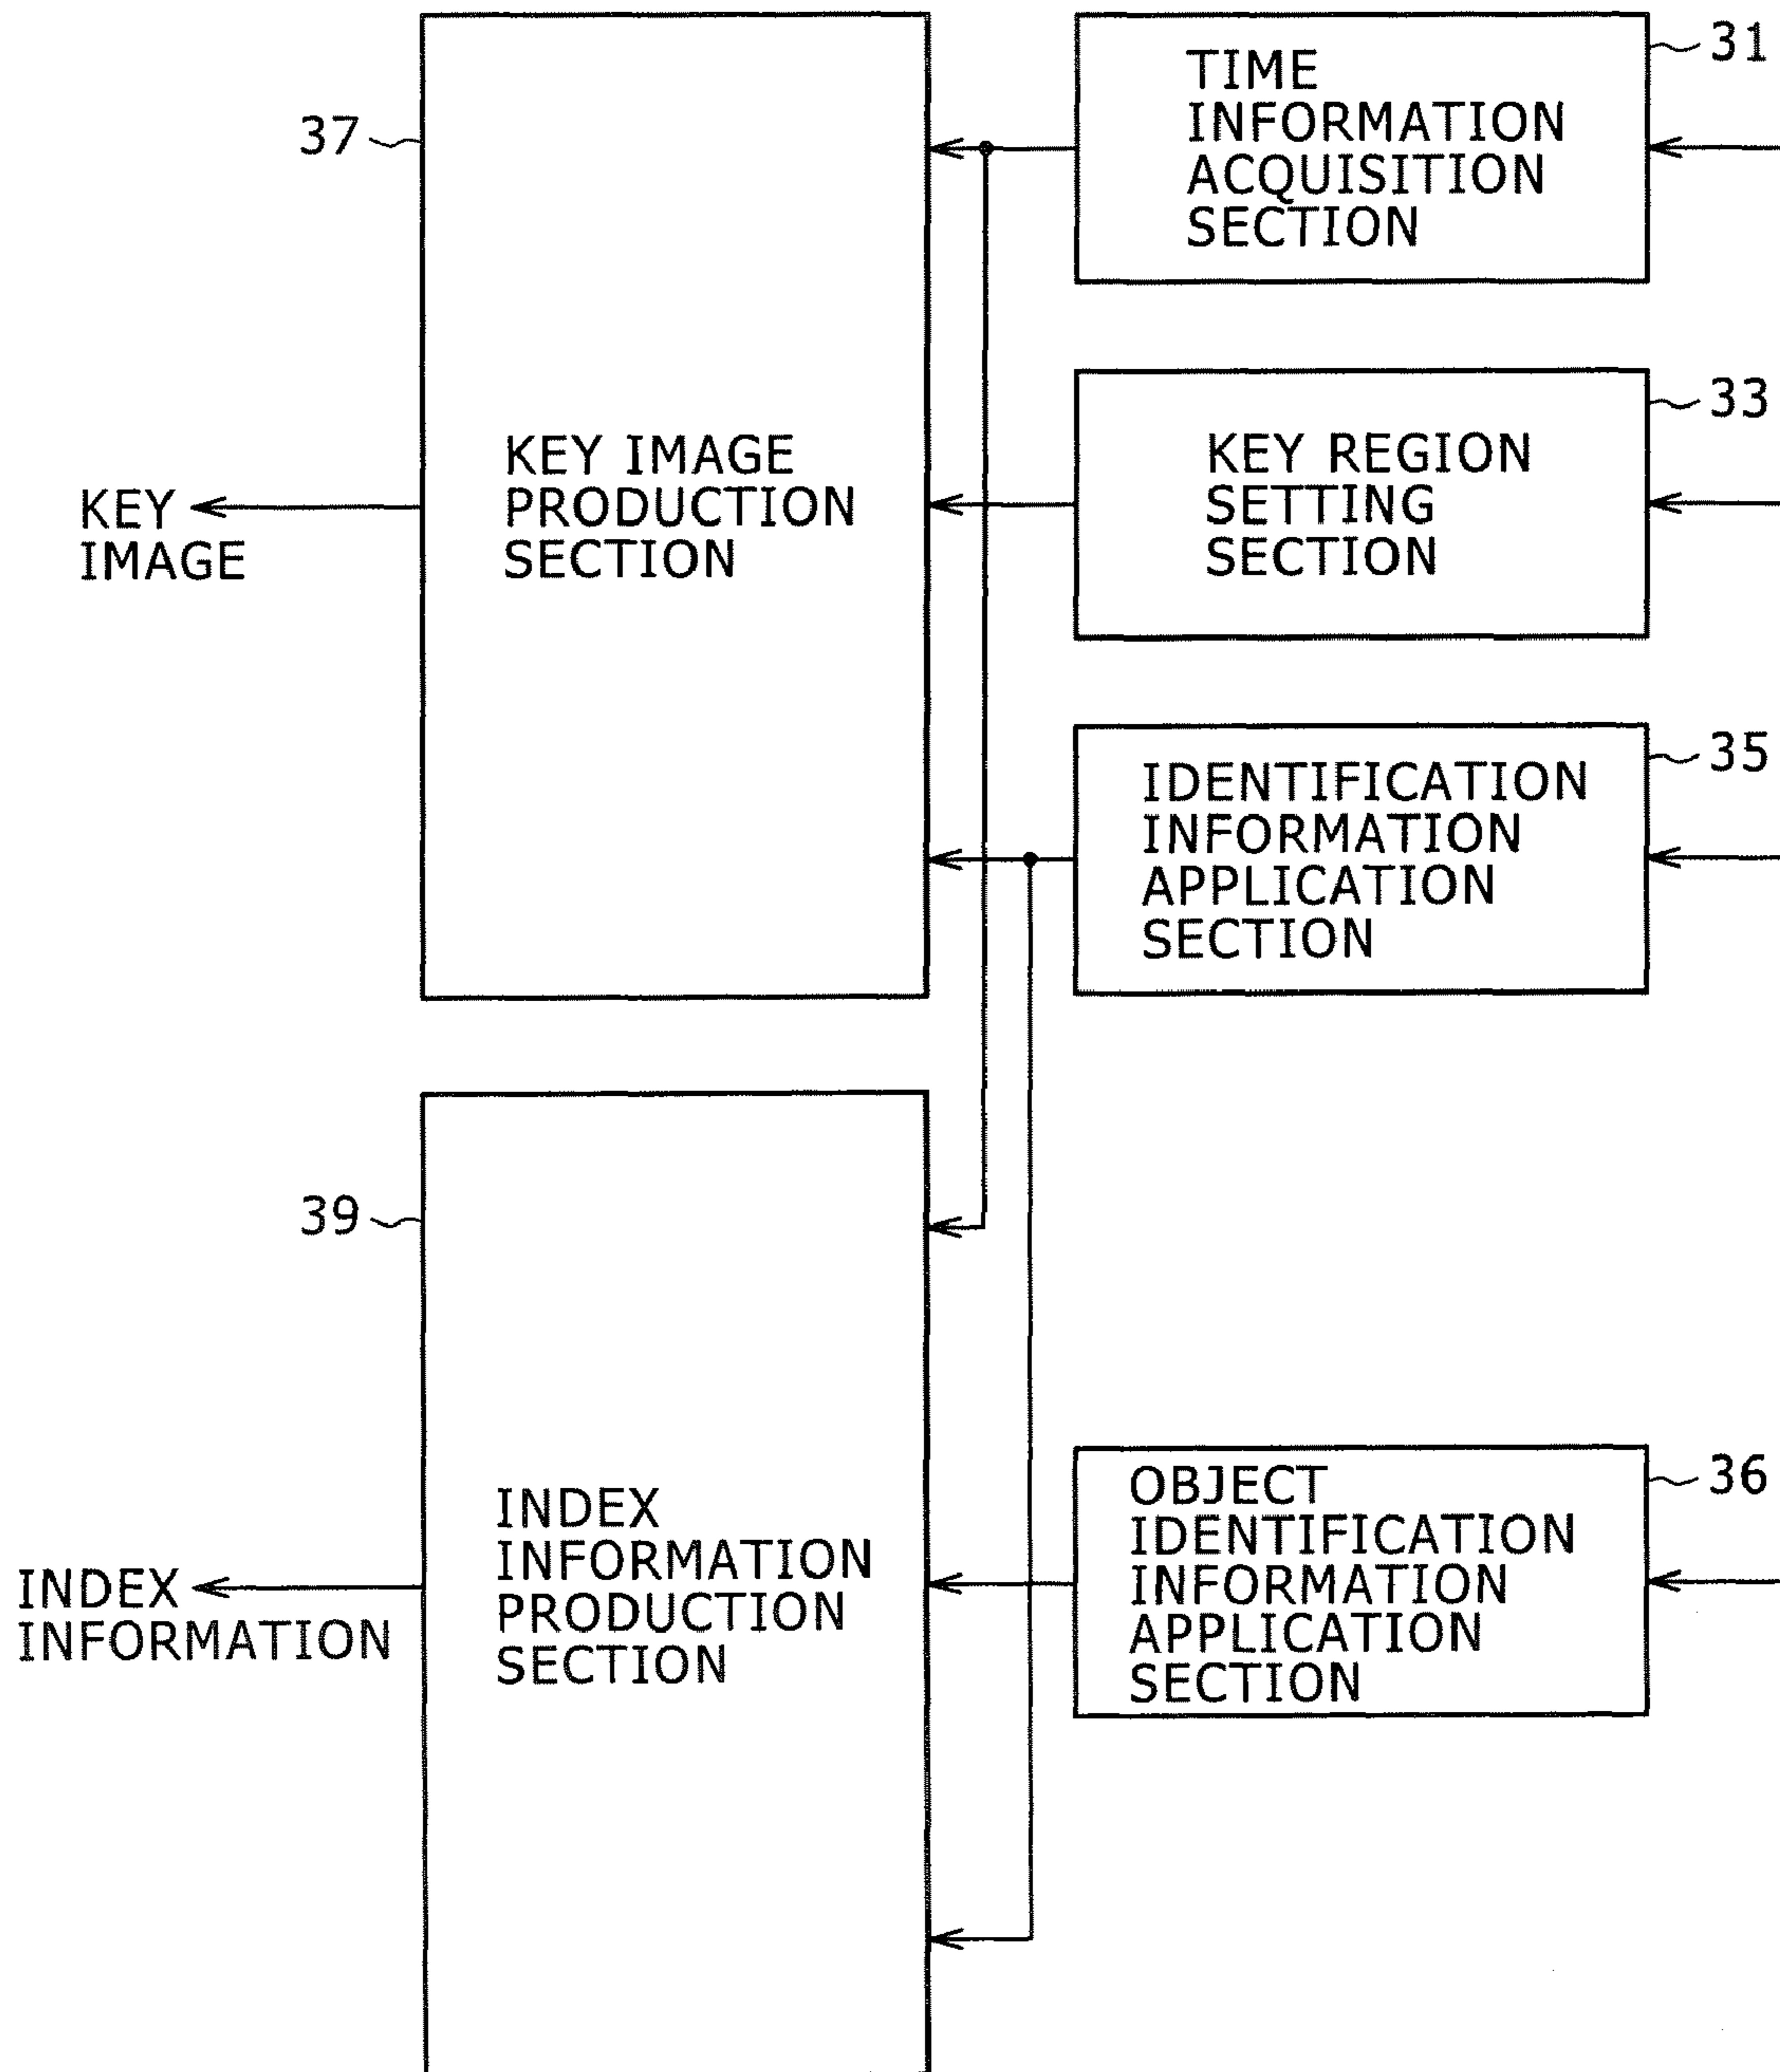 31
TIME
INFORMATION
ACQUISITION
SECTION
37
33
KEY REGION
SETTING
SECTION
KEY IMAGE
PRODUCTION
SECTION
KEY
IMAGE
35
IDENTIFICATION
INFORMATION
APPLICATION
SECTION
39
36
OBJECT
IDENTIFICATION
INFORMATION
APPLICATION
SECTION
INDEX
INFORMATION
PRODUCTION
SECTION
INDEX
INFORMATION